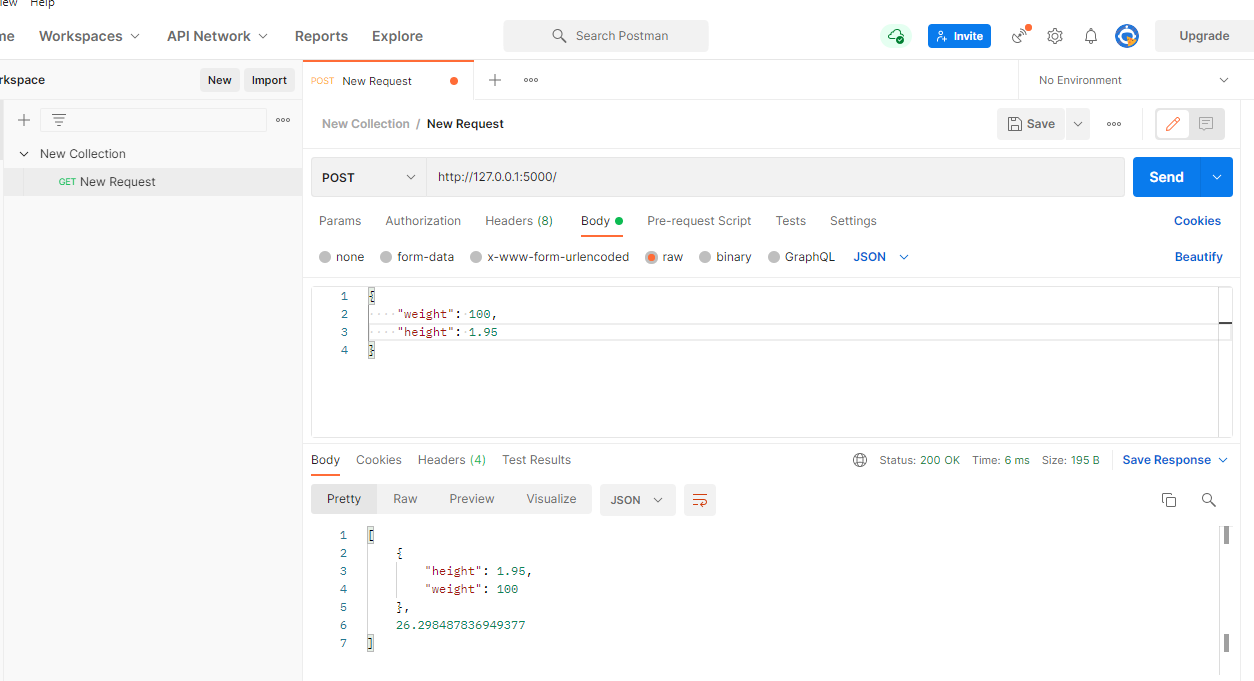 iew Help
me Workspaces API Network Reports Explore Search Postman Invite Upgrade
rkspace New Import POST New Request No Environment
New Collection / New Request Save
New Collection
GET New Request
POST http://127.0.0.1:5000/ Send
Params Authorization Headers (8) Body Pre-request Script Tests Settings Cookies
none form-data x-www-form-urlencoded raw binary GraphQL JSON Beautify
1 {
2 "weight": 100,
3 "height": 1.95
4 }
Body Cookies Headers (4) Test Results Status: 200 OK Time: 6 ms Size: 195 B Save Response
Pretty Raw Preview Visualize JSON
1 [
2 {
3 "height": 1.95,
4 "weight": 100
5 },
6 26.298487836949377
7 ]